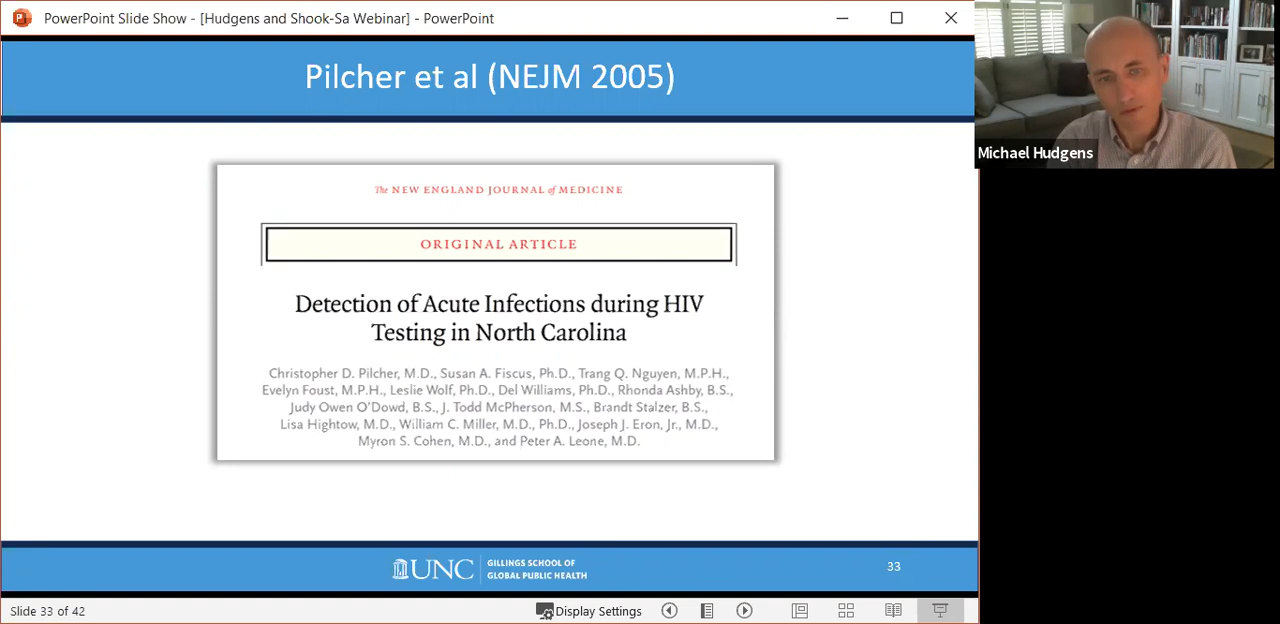 PowerPoint Slide Show - [Hudgens and Shook-Sa Webinar] - PowerPoint
Pilcher et al (NEJM 2005)
The NEW ENGLAND JOURNAL of MEDICINE
ORIGINAL ARTICLE
Detection of Acute Infections during HIV
Testing in North Carolina
Christopher D. Pilcher, M.D., Susan A. Fiscus, Ph.D., Trang Q. Nguyen, M.P.H.,
Evelyn Foust, M.P.H., Leslie Wolf, Ph.D., Del Williams, Ph.D., Rhonda Ashby, B.S.,
Judy Owen O'Dowd, B.S., J. Todd McPherson, M.S., Brandt Stalzer, B.S.,
Lisa Hightow, M.D., William C. Miller, M.D., Ph.D., Joseph J. Eron, Jr., M.D.,
Myron S. Cohen, M.D., and Peter A. Leone, M.D.
UNC GILLINGS SCHOOL OF
GLOBAL PUBLIC HEALTH
33
Slide 33 of 42
Display Settings
Michael Hudgens